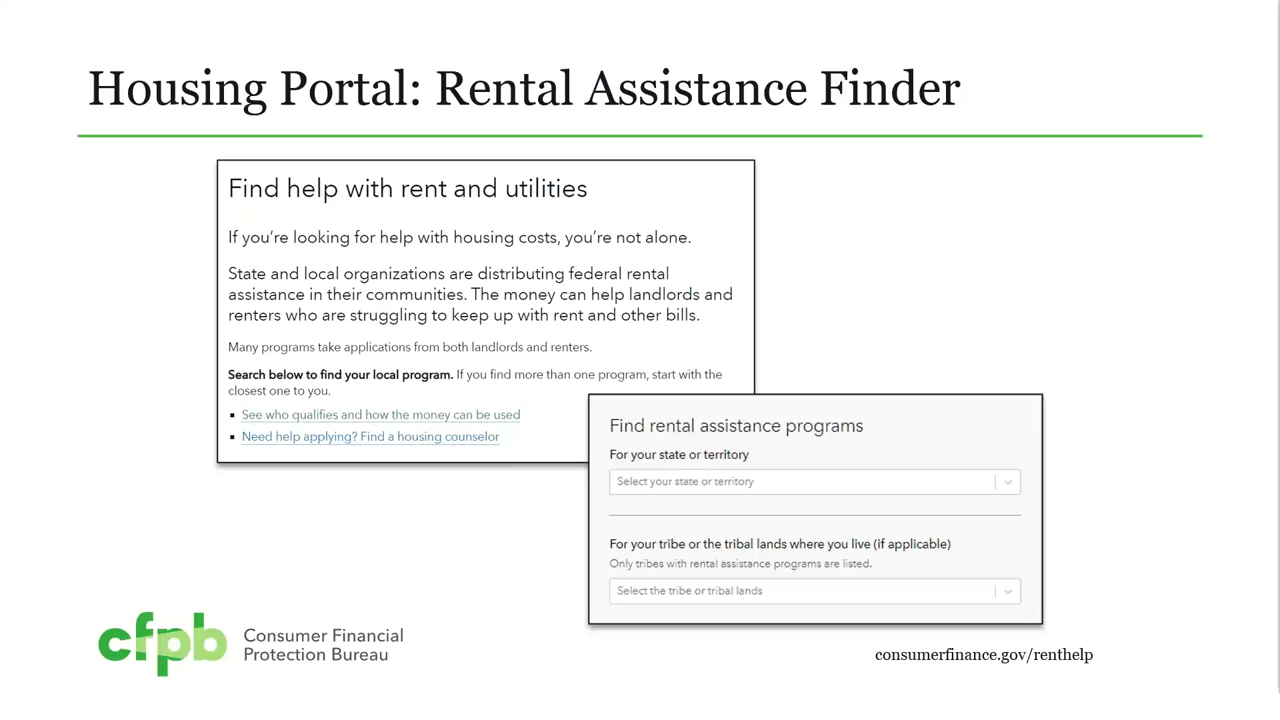 Housing Portal: Rental Assistance Finder
Find help with rent and utilities
If you're looking for help with housing costs, you're not alone.
State and local organizations are distributing federal rental
assistance in their communities. The money can help landlords and
renters who are struggling to keep up with rent and other bills.
Many programs take applications from both landlords and renters.
Search below to find your local program. If you find more than one program, start with the
closest one to you.
See who qualifies and how the money can be used
Need help applying? Find a housing counselor
Find rental assistance programs
For your state or territory
Select your state or territory
For your tribe or the tribal lands where you live (if applicable)
Only tribes with rental assistance programs are listed.
Select the tribe or tribal lands
cfpb
Consumer Financial
Protection Bureau
consumerfinance.gov/renthelp